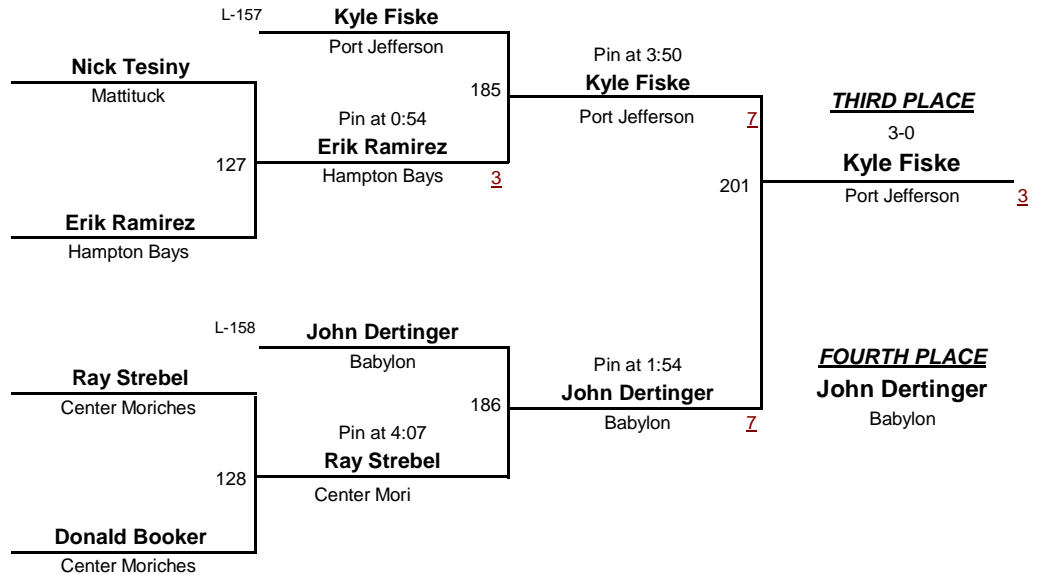 L-157
Kyle Fiske
Port Jefferson
Nick Tesiny
Mattituck
185
Pin at 3:50
Kyle Fiske
Port Jefferson
7
Pin at 0:54
Erik Ramirez
Hampton Bays
3
127
THIRD PLACE
3-0
Kyle Fiske
Port Jefferson
3
201
Erik Ramirez
Hampton Bays
L-158
John Dertinger
Babylon
Ray Strebel
Center Moriches
186
Pin at 1:54
John Dertinger
Babylon
7
FOURTH PLACE
John Dertinger
Babylon
Pin at 4:07
Ray Strebel
Center Mori
128
Donald Booker
Center Moriches